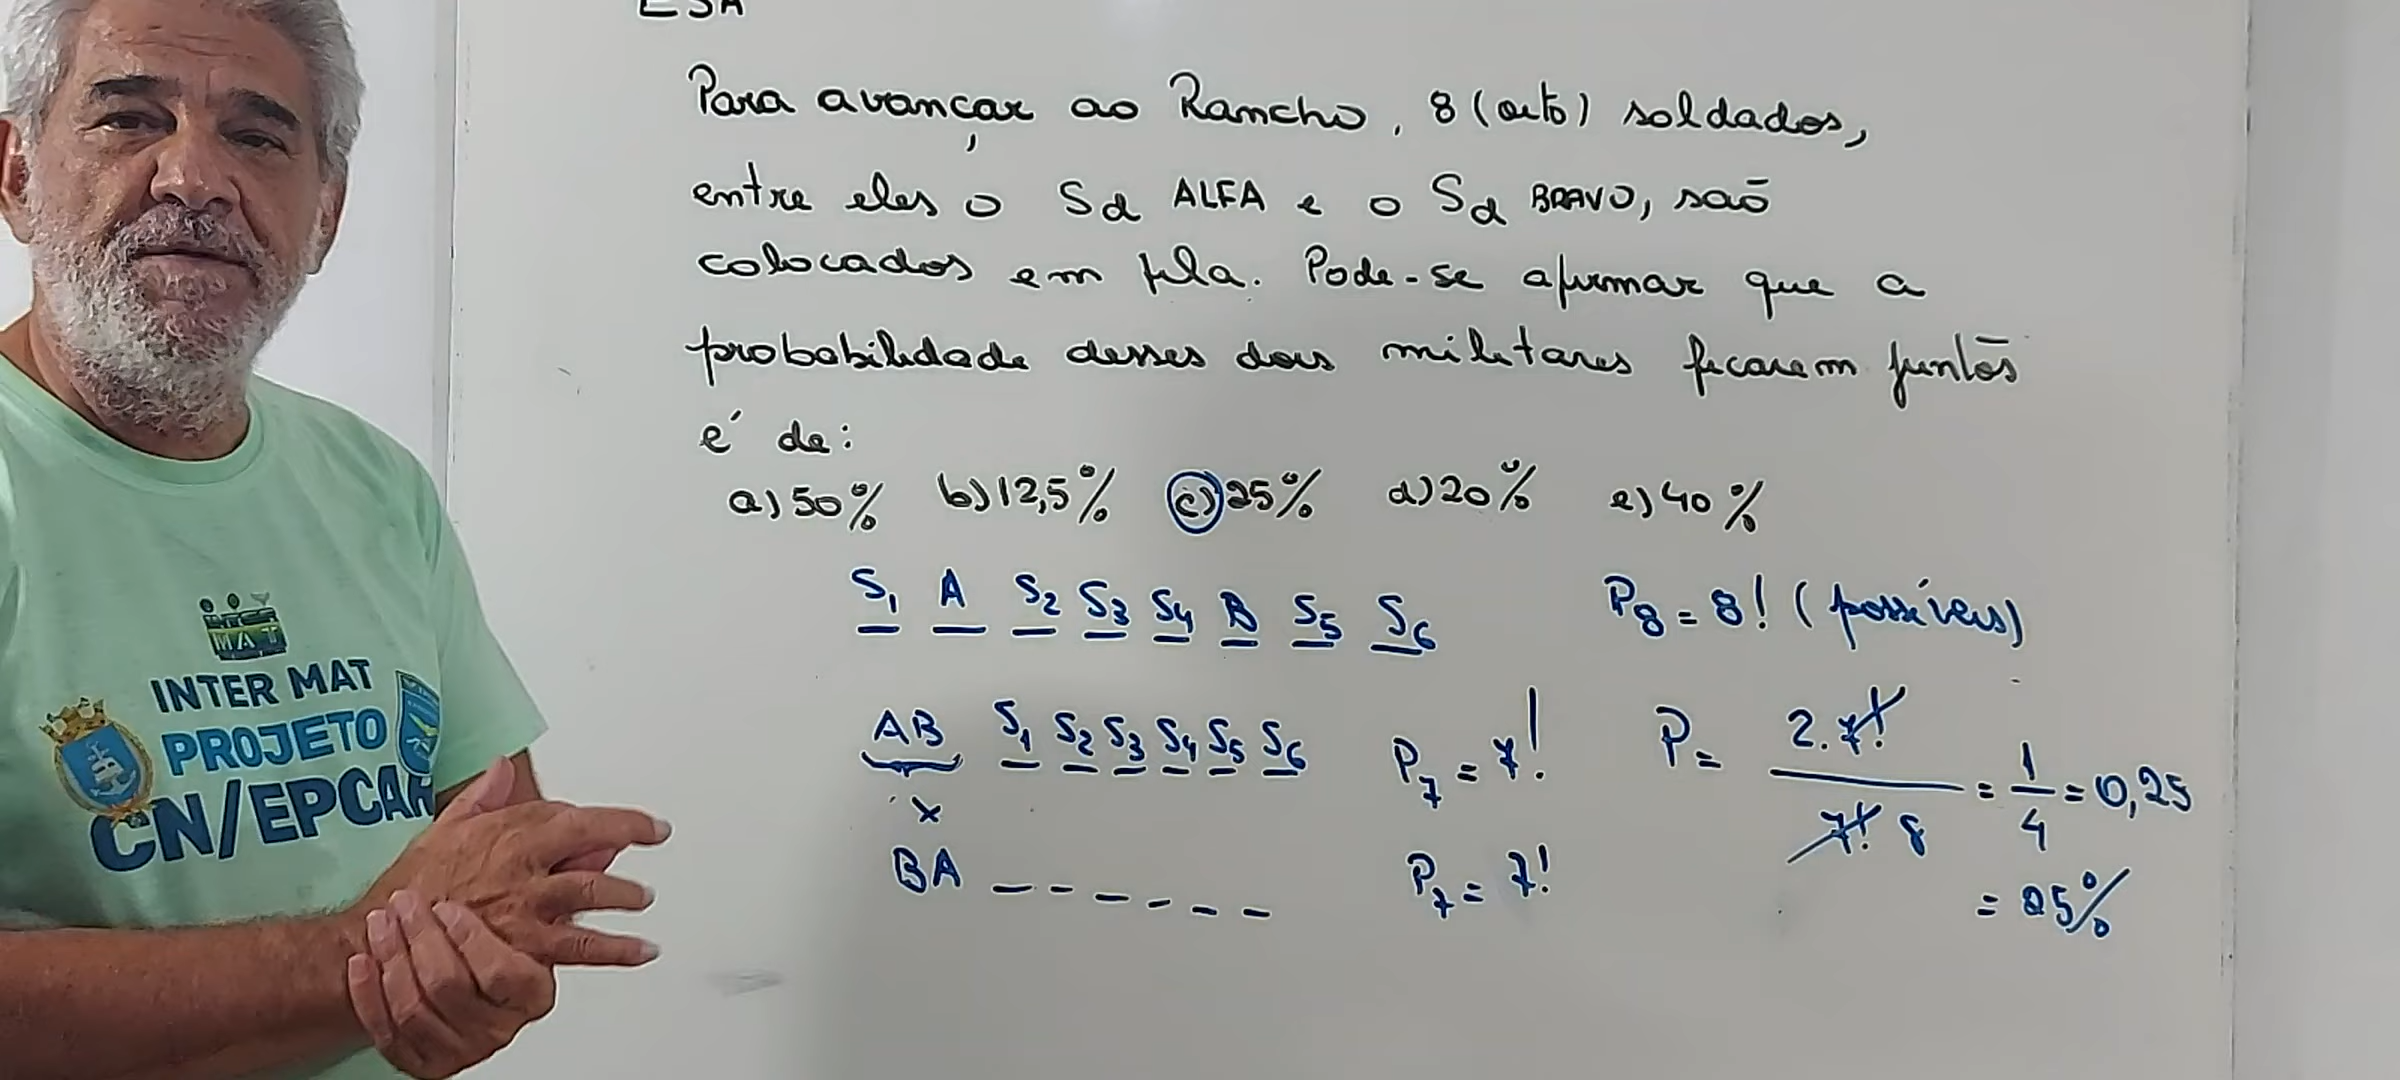 ESA
Para avançar ao Rancho, 8 (oito) soldados,
entre eles o Sd ALFA e o Sd BRAVO, são
colocados em fila. Pode-se afirmar que a
probabilidade desses dois militares ficarem juntos
é de:
a) 50% b) 12,5% c) 25% d) 20% e) 40%
S1 A S2 S3 S4 B S5 S6 P8 = 8! (possíveis)
AB S1 S2 S3 S4 S5 S6 P7 = 7! P = 2.7! / 7! 8 = 1/4 = 0,25
x
BA _ _ _ _ _ _ P7 = 7! = 25%
INTER
MAT
INTER MAT
PROJETO
CN/EPCAR